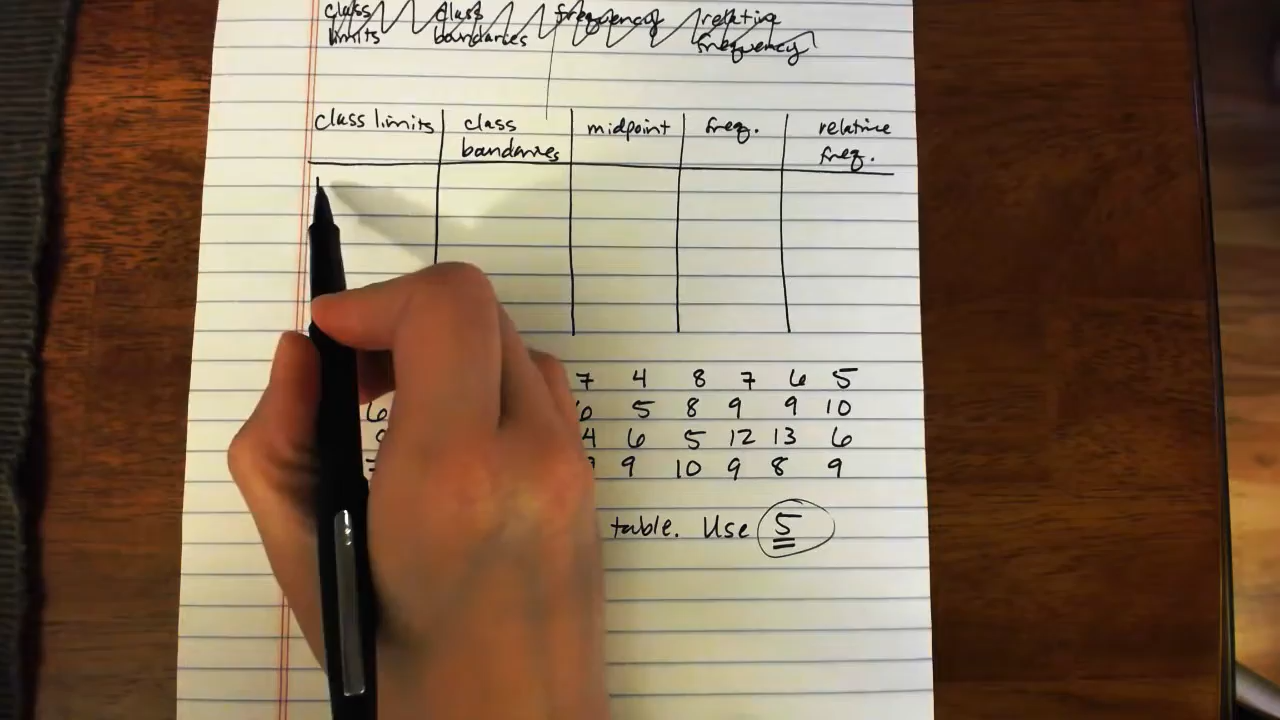 class class frequency relative
limits boundaries frequency
class limits class midpoint freq. relative
boundaries freq.
7 4 8 7 6 5
6 5 8 9 9 10
4 6 5 12 13 6
9 10 9 8 9
table. Use 5